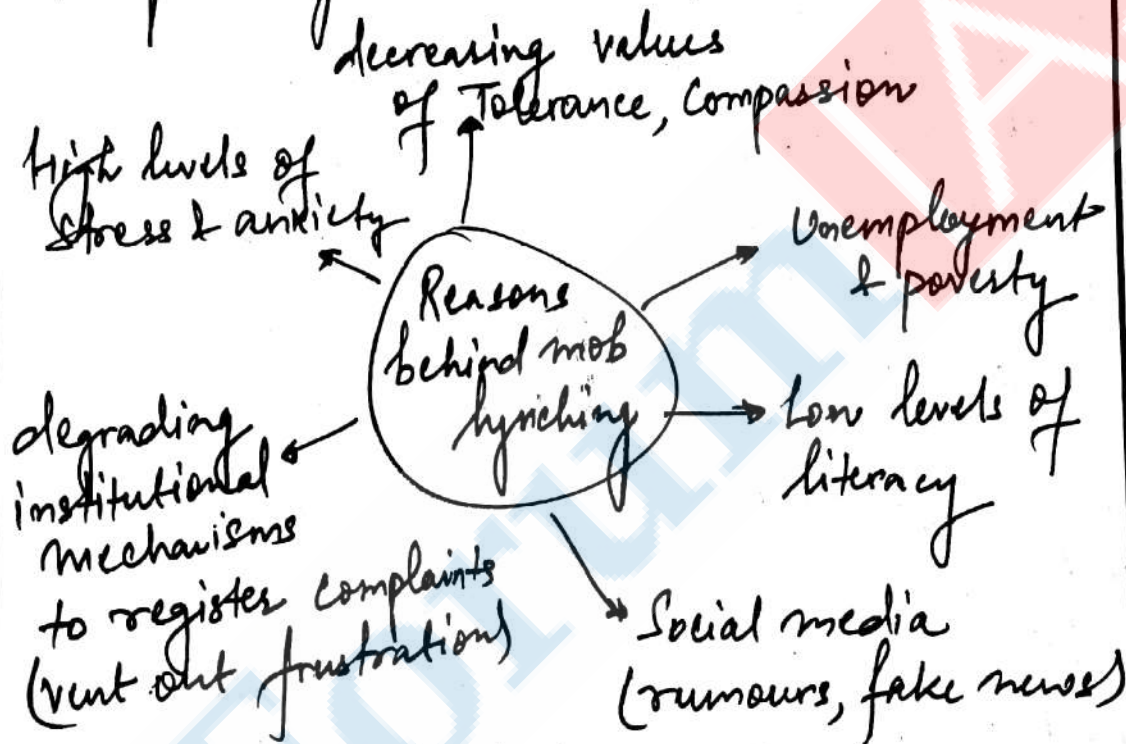 decreasing values
of Tolerance, Compassion
High levels of
stress & anxiety
Unemployment
& poverty
Reasons
behind mob
lynching
Low levels of
literacy
degrading
institutional
mechanisms
to register complaints
(vent out frustration)
Social media
(rumours, fake news)